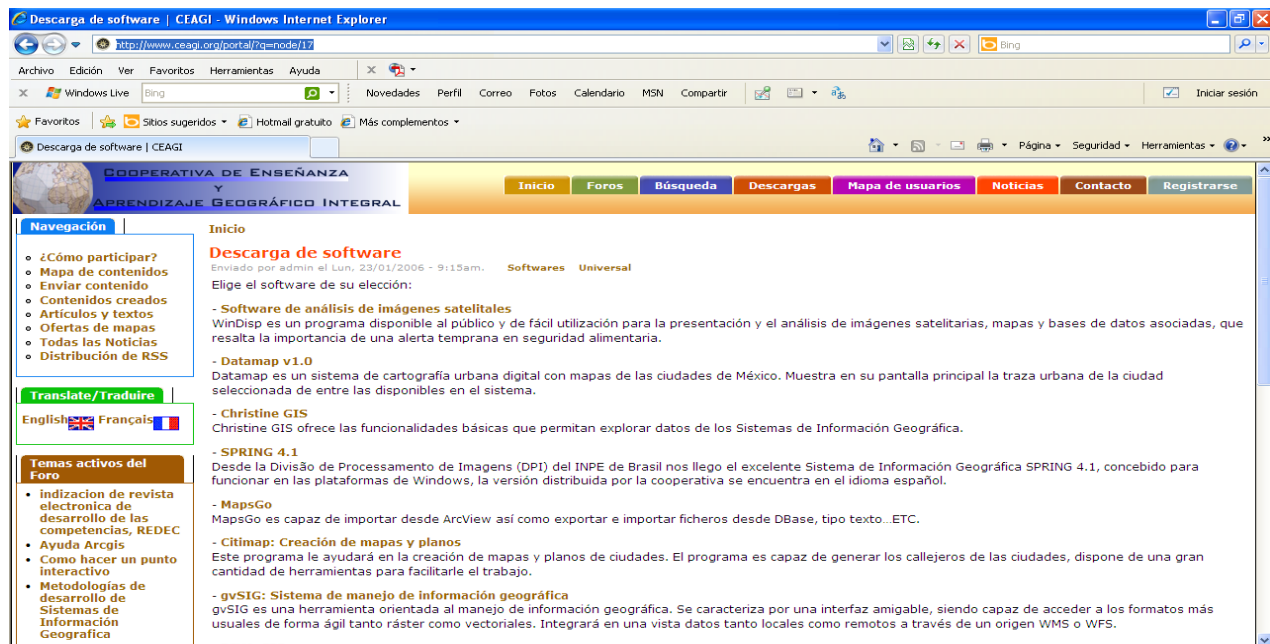 Descarga de software | CEAGI - Windows Internet Explorer
http://www.ceagi.org/portal/?q=node/17
Bing
Archivo Edición Ver Favoritos Herramientas Ayuda
Windows Live Bing Novedades Perfil Correo Fotos Calendario MSN Compartir Iniciar sesión
Favoritos Sitios sugeridos Hotmail gratuito Más complementos
Descarga de software | CEAGI Página Seguridad Herramientas
COOPERATIVA DE ENSEÑANZA
Y
APRENDIZAJE GEOGRÁFICO INTEGRAL
Inicio Foros Búsqueda Descargas Mapa de usuarios Noticias Contacto Registrarse
Navegación
¿Cómo participar?
Mapa de contenidos
Enviar contenido
Contenidos creados
Artículos y textos
Ofertas de mapas
Todas las Noticias
Distribución de RSS
Translate/Traduire
English Français
Temas activos del
Foro
indizacion de revista
electronica de
desarrollo de las
competencias, REDEC
Ayuda Arcgis
Como hacer un punto
interactivo
Metodologías de
desarrollo de
Sistemas de
Información
Geografica
Inicio
Descarga de software
Enviado por admin el Lun, 23/01/2006 - 9:15am. Softwares Universal
Elige el software de su elección:
- Software de análisis de imágenes satelitales
WinDisp es un programa disponible al público y de fácil utilización para la presentación y el análisis de imágenes satelitarias, mapas y bases de datos asociadas, que
resalta la importancia de una alerta temprana en seguridad alimentaria.
- Datamap v1.0
Datamap es un sistema de cartografía urbana digital con mapas de las ciudades de México. Muestra en su pantalla principal la traza urbana de la ciudad
seleccionada de entre las disponibles en el sistema.
- Christine GIS
Christine GIS ofrece las funcionalidades básicas que permitan explorar datos de los Sistemas de Información Geográfica.
- SPRING 4.1
Desde la Divisão de Processamento de Imagens (DPI) del INPE de Brasil nos llego el excelente Sistema de Información Geográfica SPRING 4.1, concebido para
funcionar en las plataformas de Windows, la versión distribuida por la cooperativa se encuentra en el idioma español.
- MapsGo
MapsGo es capaz de importar desde ArcView así como exportar e importar ficheros desde DBase, tipo texto...ETC.
- Citimap: Creación de mapas y planos
Este programa le ayudará en la creación de mapas y planos de ciudades. El programa es capaz de generar los callejeros de las ciudades, dispone de una gran
cantidad de herramientas para facilitarle el trabajo.
- gvSIG: Sistema de manejo de información geográfica
gvSIG es una herramienta orientada al manejo de información geográfica. Se caracteriza por una interfaz amigable, siendo capaz de acceder a los formatos más
usuales de forma ágil tanto ráster como vectoriales. Integrará en una vista datos tanto locales como remotos a través de un origen WMS o WFS.